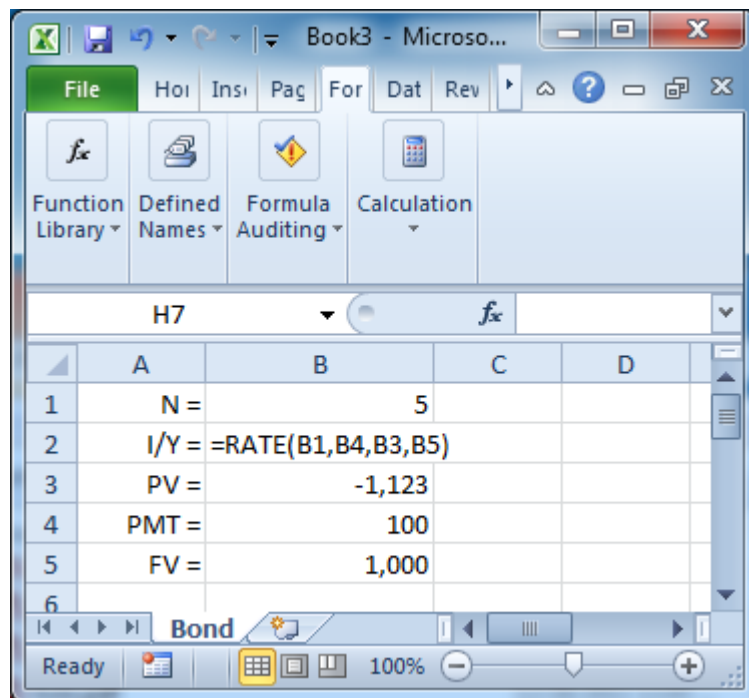 Book3 - Microso...
File Hoı Insı Pag For Dat Rev
fx
Function Library Defined Names Formula Auditing Calculation
H7 fx
A B C D
1 N = 5
2 I/Y = =RATE(B1,B4,B3,B5)
3 PV = -1,123
4 PMT = 100
5 FV = 1,000
6
Bond
Ready 100%